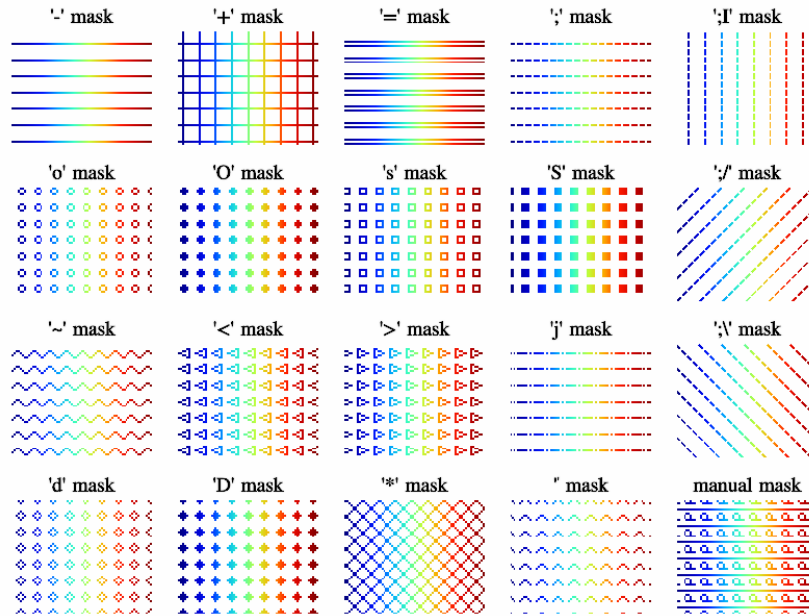 '-' mask
'+' mask
'=' mask
';' mask
';I' mask
'o' mask
'O' mask
's' mask
'S' mask
';/' mask
'~' mask
'<' mask
'>' mask
'j' mask
';\' mask
'd' mask
'D' mask
'*' mask
'' mask
manual mask